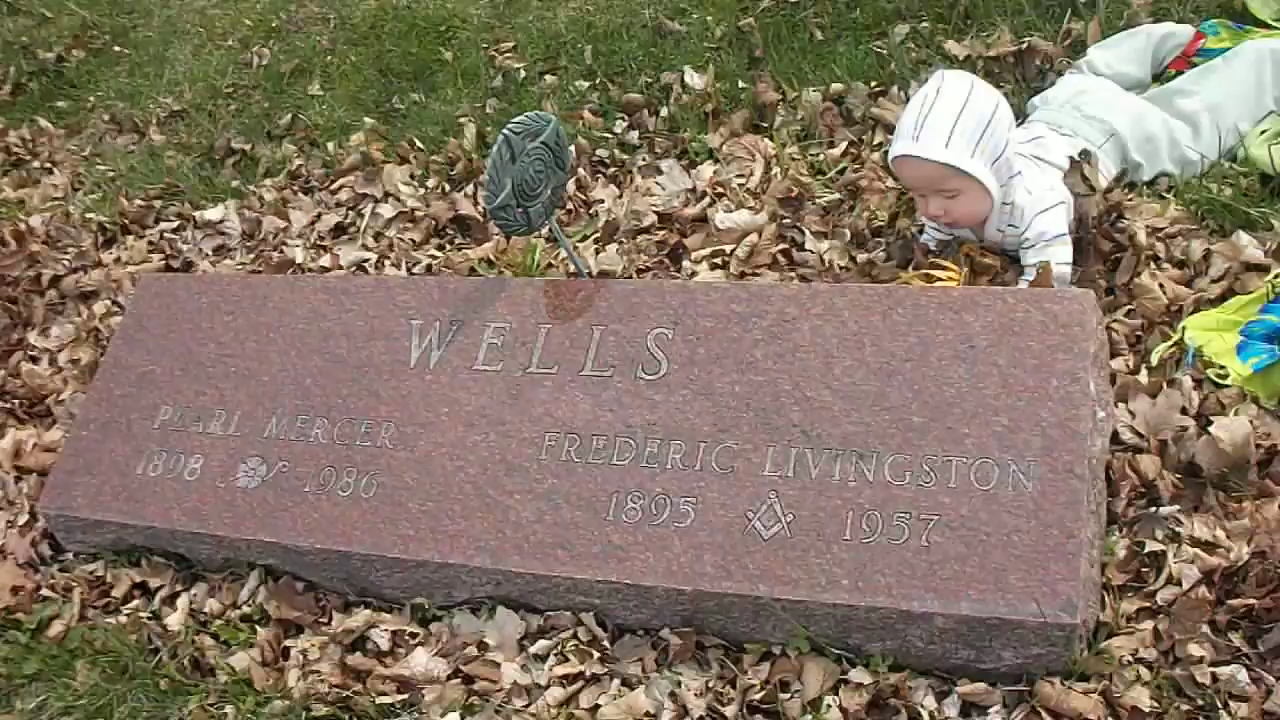 WELLS
PEARL MERCER
1898 1986
FREDERIC LIVINGSTON
1895 1957